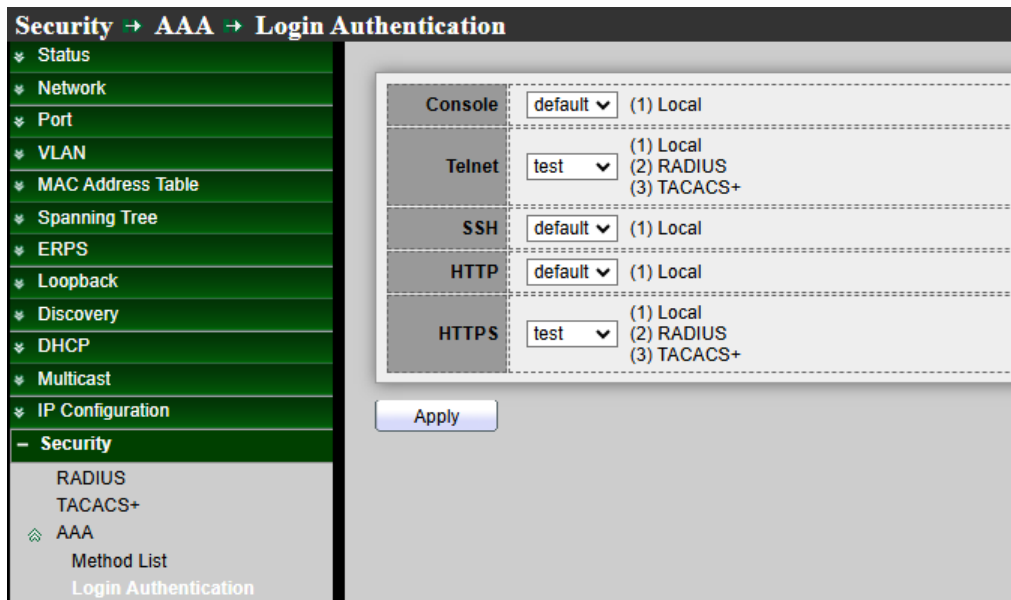 Security → AAA → Login Authentication
Status
Network
Port
VLAN
MAC Address Table
Spanning Tree
ERPS
Loopback
Discovery
DHCP
Multicast
IP Configuration
Security
RADIUS
TACACS+
AAA
Method List
Login Authentication
Console default (1) Local
Telnet test (1) Local
(2) RADIUS
(3) TACACS+
SSH default (1) Local
HTTP default (1) Local
HTTPS test (1) Local
(2) RADIUS
(3) TACACS+
Apply